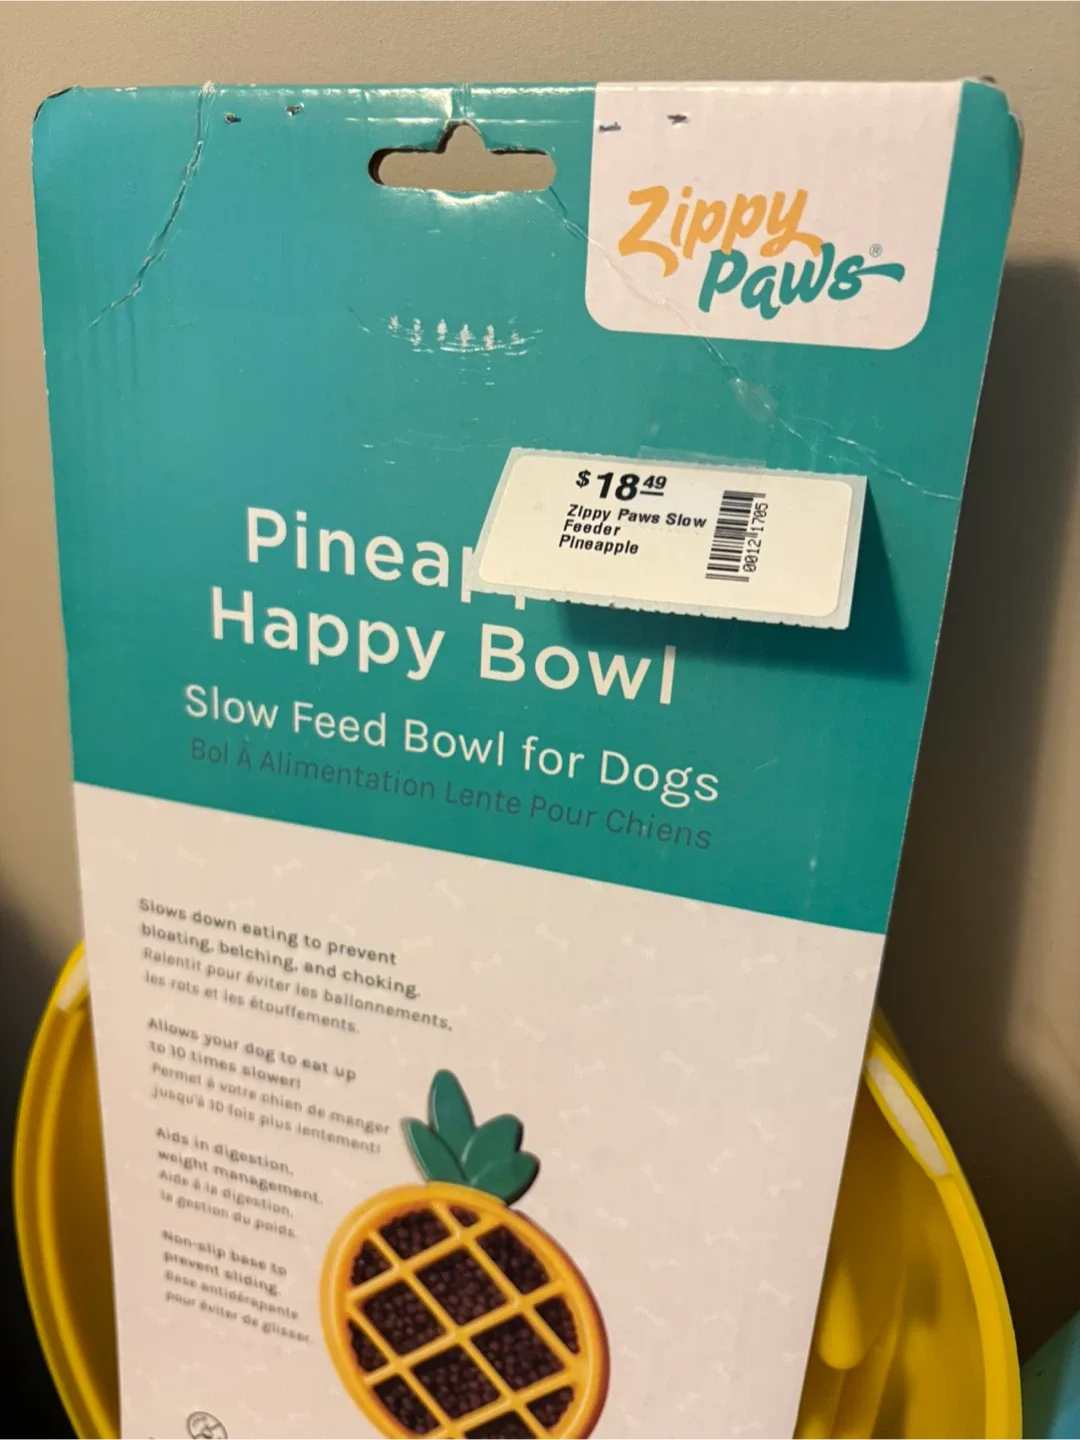 Zippy
Paws®
$18.49
Zippy Paws Slow
Feeder
Pineapple
0012 1705
Pineap
Happy Bowl
Slow Feed Bowl for Dogs
Bol À Alimentation Lente Pour Chiens
Slows down eating to prevent
bloating, belching, and choking.
Ralentit pour éviter les ballonnements,
les rots et les étouffements.
Allows your dog to eat up
to 10 times slower!
Permet à votre chien de manger
jusqu'à 10 fois plus lentement!
Aids in digestion,
weight management.
Aide à la digestion,
la gestion du poids.
Non-slip base to
prevent sliding.
Base antidérapante
pour éviter de glisser.